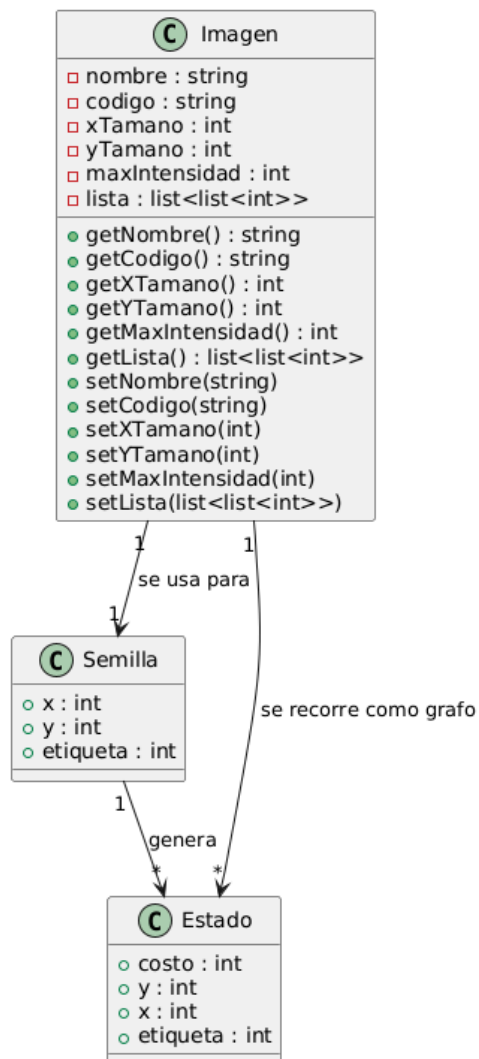 C Imagen
nombre : string
codigo : string
xTamano : int
yTamano : int
maxIntensidad : int
lista : list<list<int>>
getNombre() : string
getCodigo() : string
getXTamano() : int
getYTamano() : int
getMaxIntensidad() : int
getLista() : list<list<int>>
setNombre(string)
setCodigo(string)
setXTamano(int)
setYTamano(int)
setMaxIntensidad(int)
setLista(list<list<int>>)
1
1
se usa para
1
C Semilla
x : int
y : int
etiqueta : int
se recorre como grafo
1
genera
*
*
C Estado
costo : int
y : int
x : int
etiqueta : int